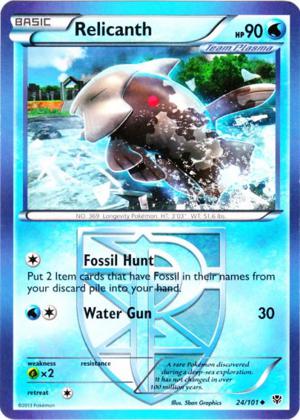 BASIC
Relicanth
HP 90
Team Plasma
NO. 369 Longevity Pokémon HT. 3'03" WT. 51.6 lbs.
Fossil Hunt
Put 2 Item cards that have Fossil in their names from
your discard pile into your hand.
Water Gun 30
weakness resistance
×2
retreat
A rare Pokémon discovered
during a deep-sea exploration.
It has not changed in over
100 million years.
Illus. 5ban Graphics
24/101
©2013 Pokémon